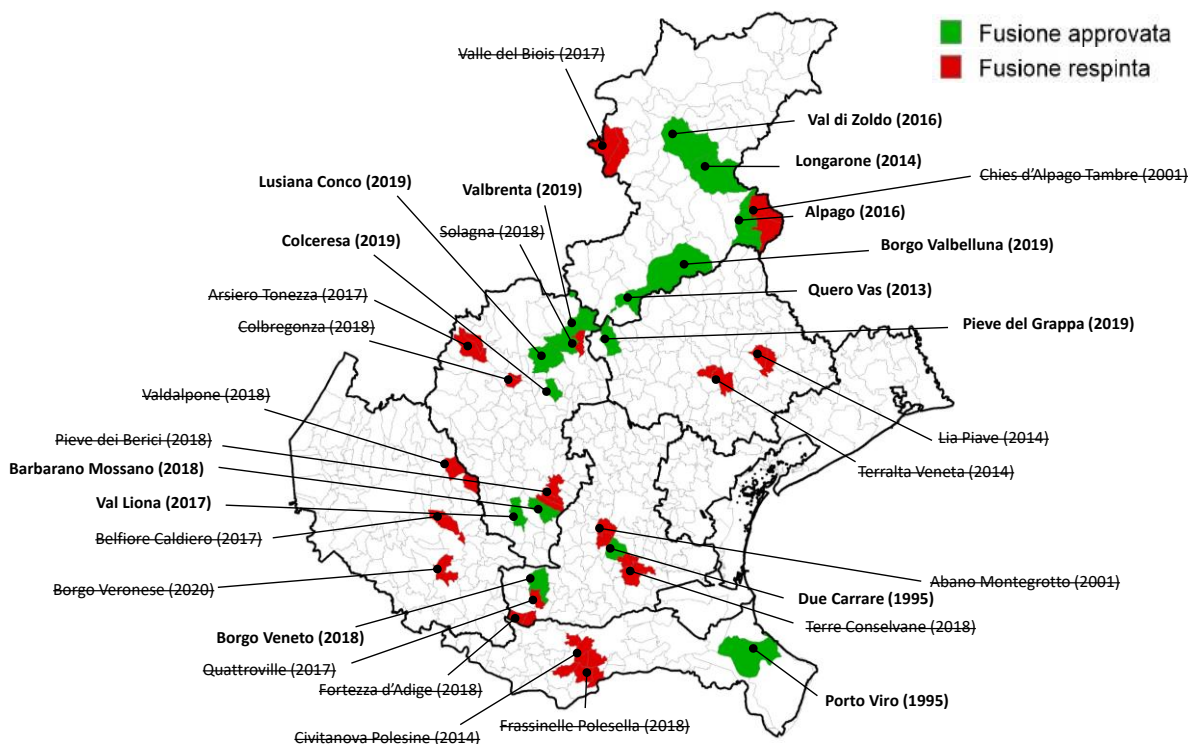 Fusione approvata
Fusione respinta
Valle del Biois (2017)
Val di Zoldo (2016)
Longarone (2014)
Chies d'Alpago Tambre (2001)
Lusiana Conco (2019)
Valbrenta (2019)
Alpago (2016)
Solagna (2018)
Colceresa (2019)
Borgo Valbelluna (2019)
Arsiero Tonezza (2017)
Quero Vas (2013)
Colbregonza (2018)
Pieve del Grappa (2019)
Valdalpone (2018)
Pieve dei Berici (2018)
Lia Piave (2014)
Barbarano Mossano (2018)
Terralta Veneta (2014)
Val Liona (2017)
Belfiore Caldiero (2017)
Borgo Veronese (2020)
Abano Montegrotto (2001)
Due Carrare (1995)
Borgo Veneto (2018)
Terre Conselvane (2018)
Quattroville (2017)
Fortezza d'Adige (2018)
Porto Viro (1995)
Frassinelle Polesella (2018)
Civitanova Polesine (2014)